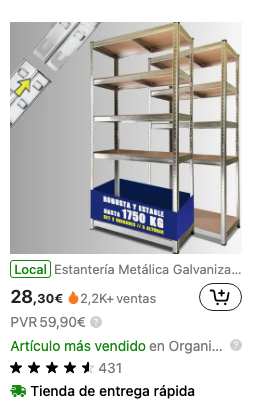 ROBUSTA Y ESTABLE
HASTA 1750 KG
SET 2 UNIDADES // 5 ALTURAS
Local Estantería Metálica Galvaniza...
28,30€ 2,2K+ ventas
PVR 59,90€ ?
Artículo más vendido en Organi... ?
431
Tienda de entrega rápida